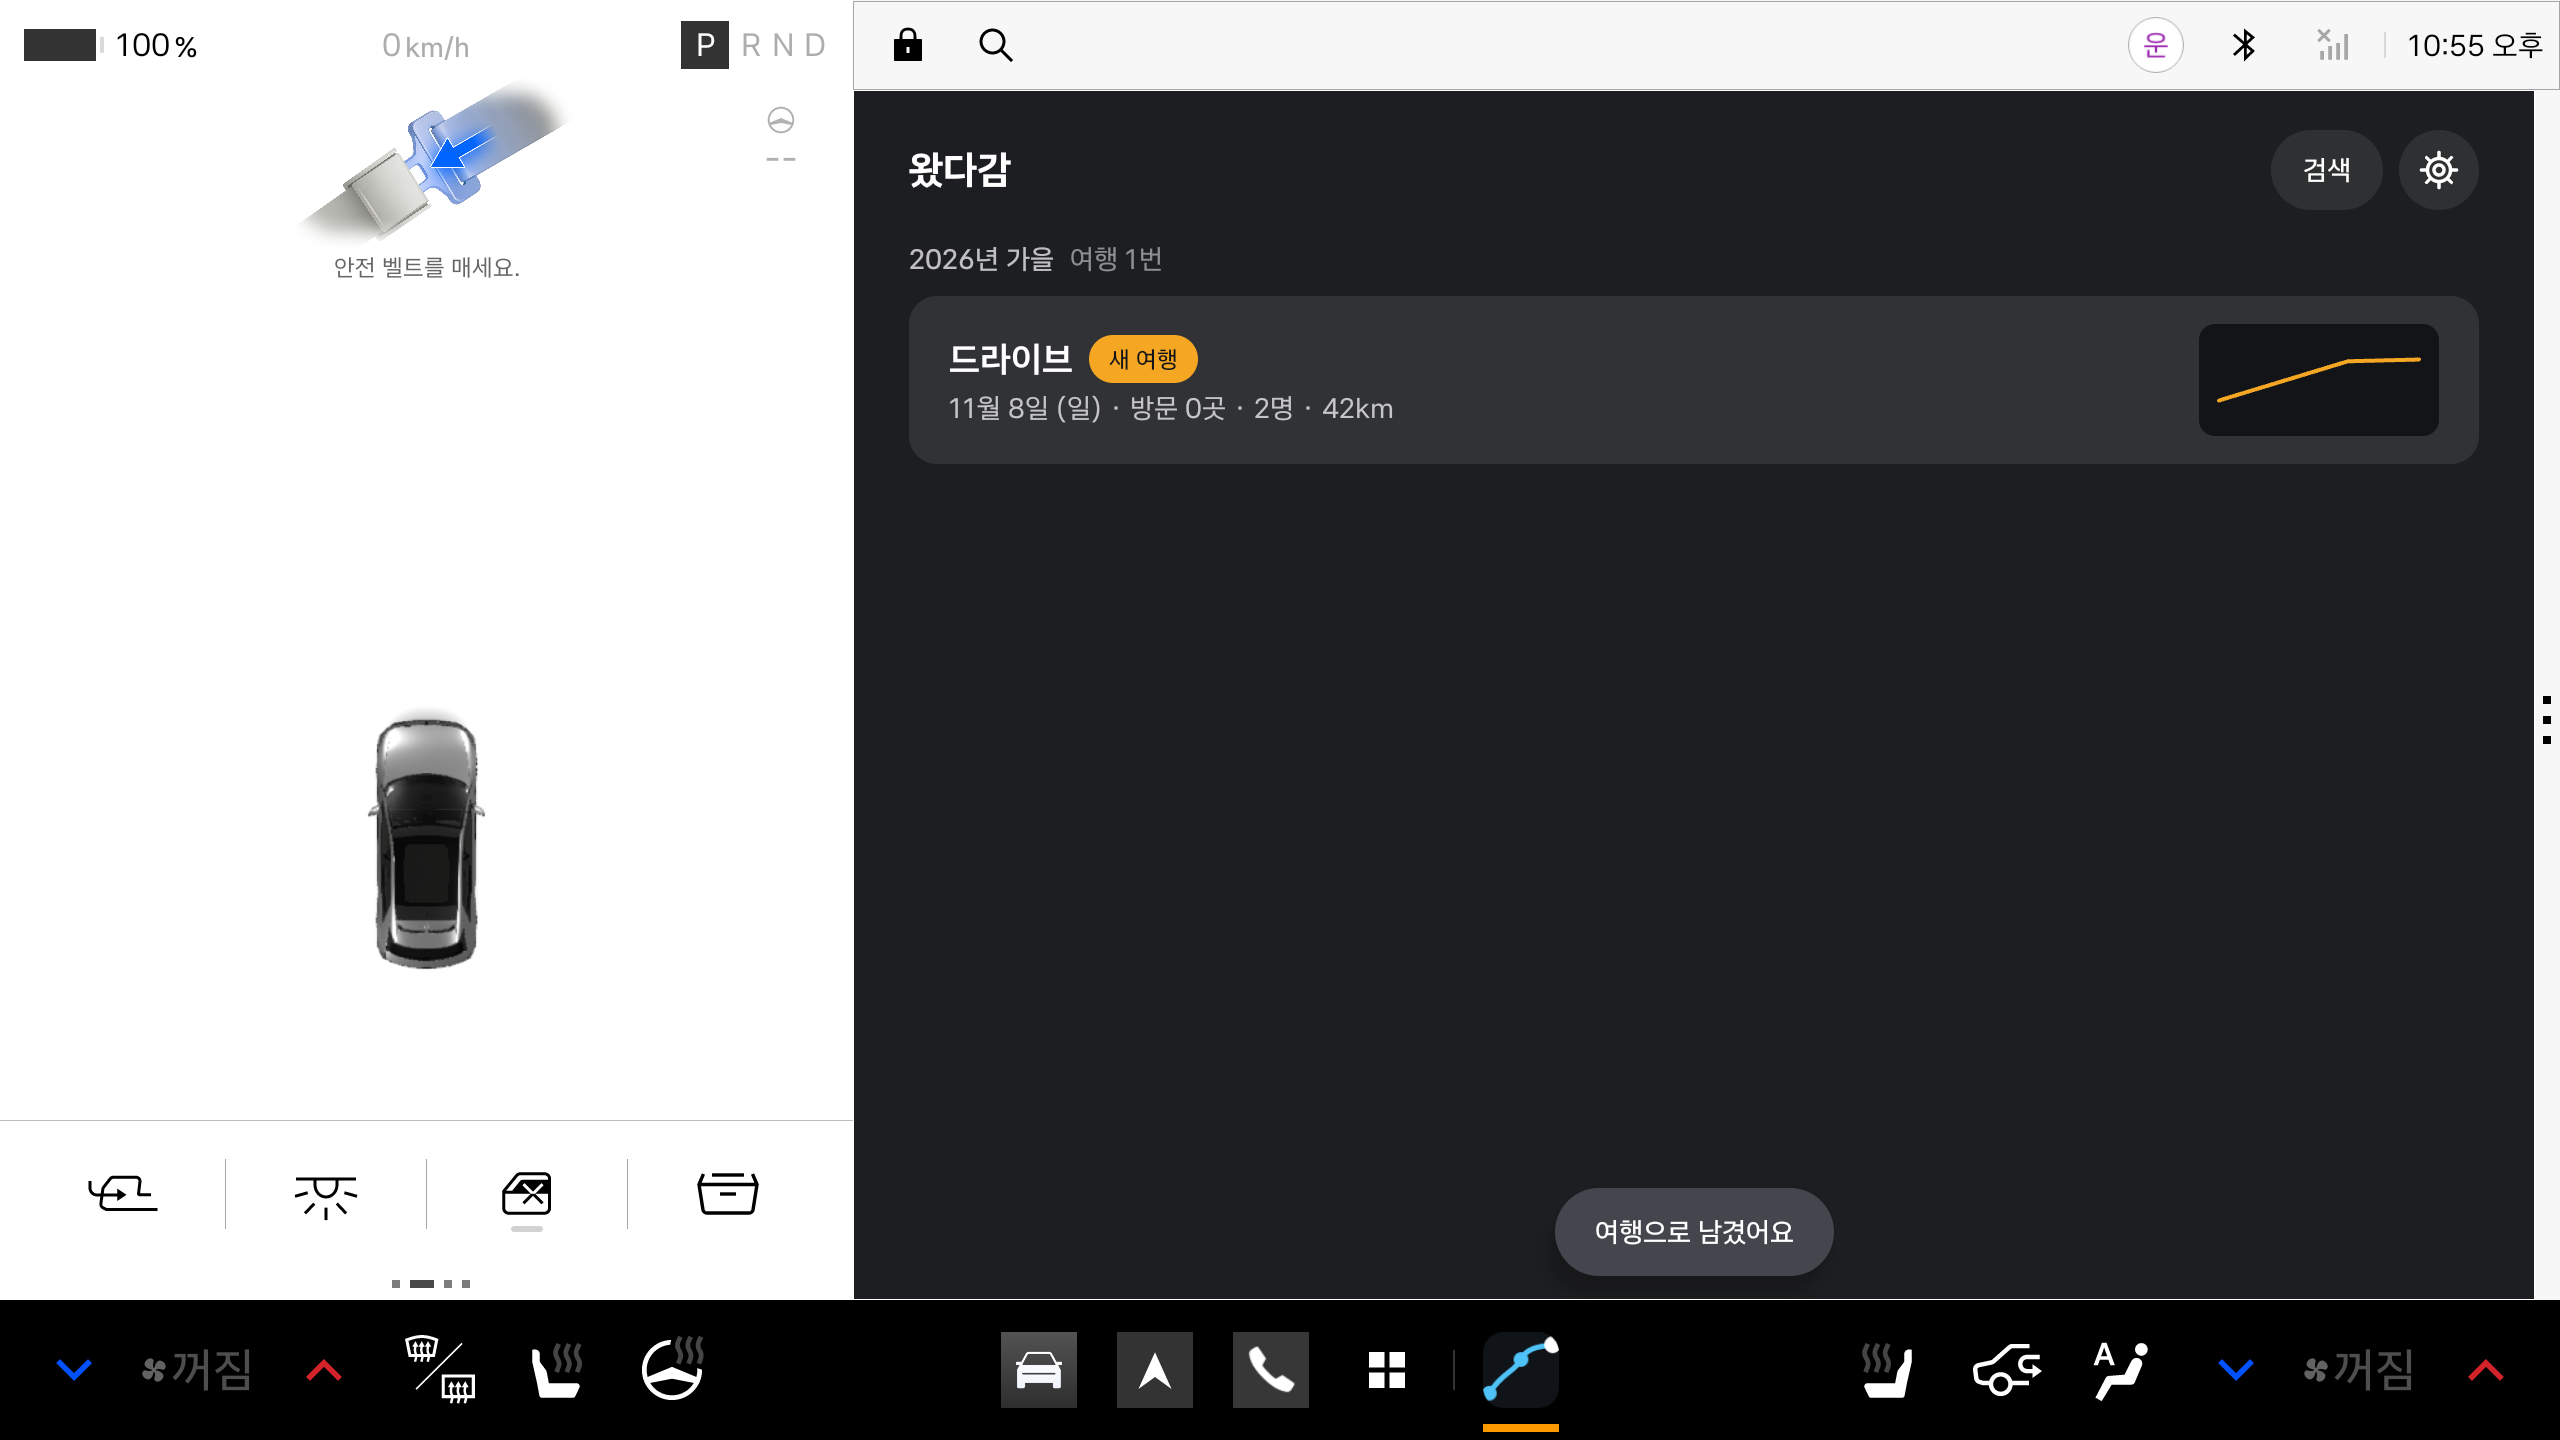 100%
0 km/h
P R N D
운
10:55 오후
--
안전 벨트를 매세요.
왔다감
검색
2026년 가을 여행 1번
드라이브 새 여행
11월 8일 (일) · 방문 0곳 · 2명 · 42km
여행으로 남겼어요
꺼짐
A
꺼짐